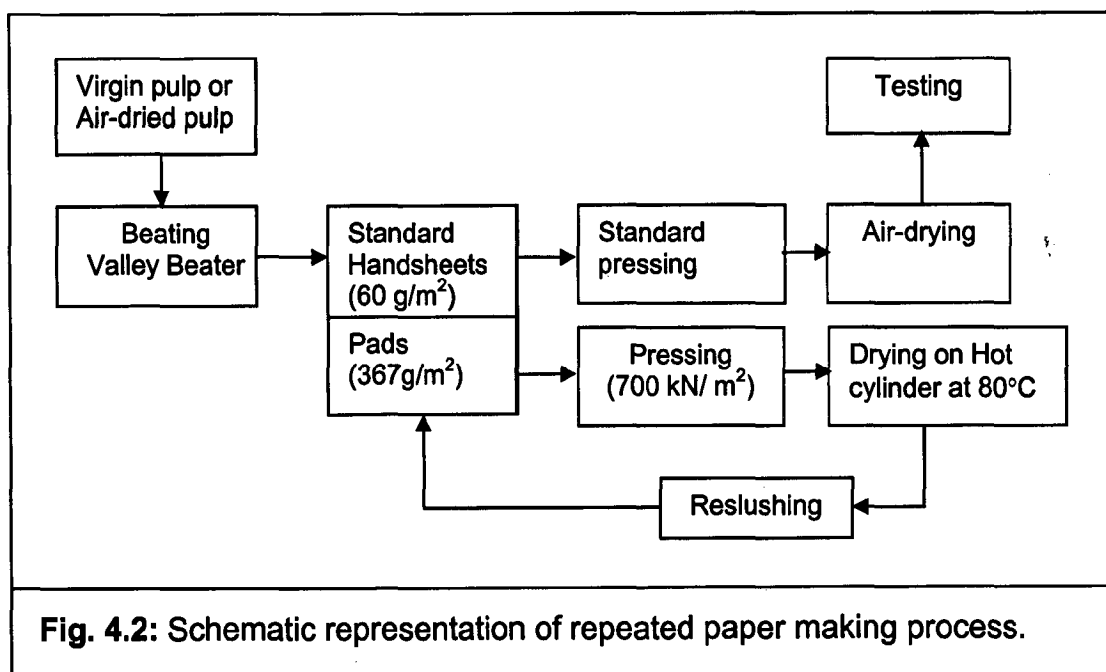 Virgin pulp or
Air-dried pulp
Testing
Beating
Valley Beater
Standard
Handsheets
(60 g/m²)
Standard
pressing
Air-drying
Pads
(367g/m²)
Pressing
(700 kN/ m²)
Drying on Hot
cylinder at 80°C
Reslushing
Fig. 4.2: Schematic representation of repeated paper making process.